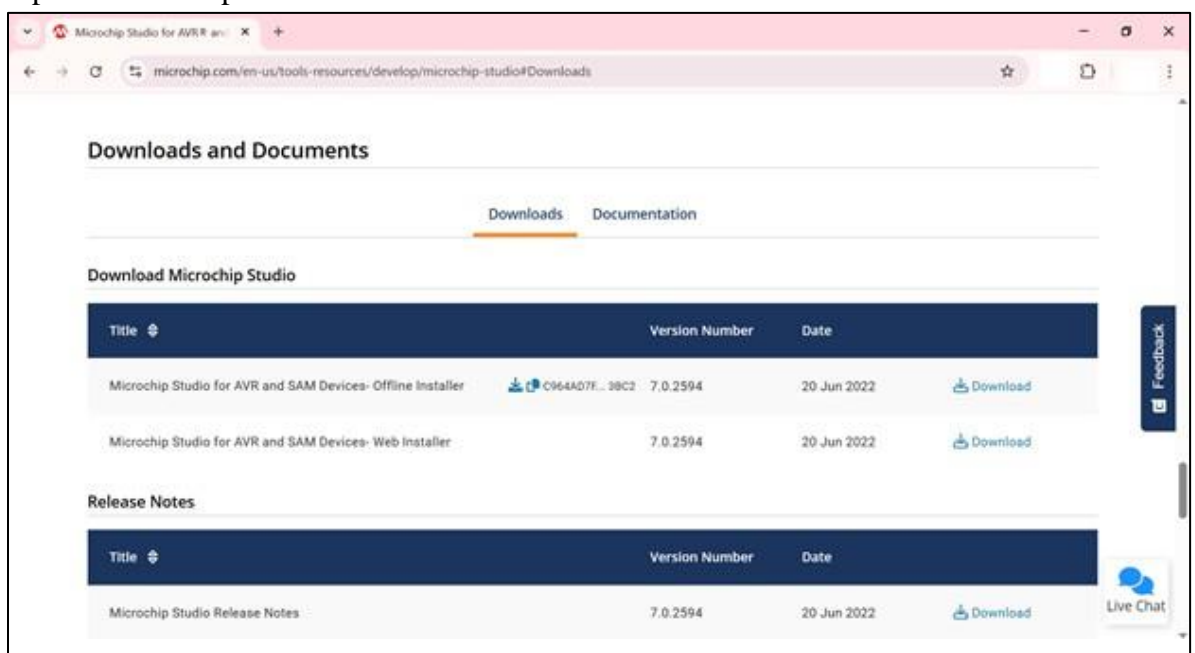 Microchip Studio for AVR R an
microchip.com/en-us/tools-resources/develop/microchip-studio#Downloads
Downloads and Documents
Downloads Documentation
Download Microchip Studio
Title Version Number Date
Microchip Studio for AVR and SAM Devices- Offline Installer C964AD7F... 3BC2 7.0.2594 20 Jun 2022 Download
Microchip Studio for AVR and SAM Devices- Web Installer 7.0.2594 20 Jun 2022 Download
Feedback
Release Notes
Title Version Number Date
Microchip Studio Release Notes 7.0.2594 20 Jun 2022 Download
Live Chat